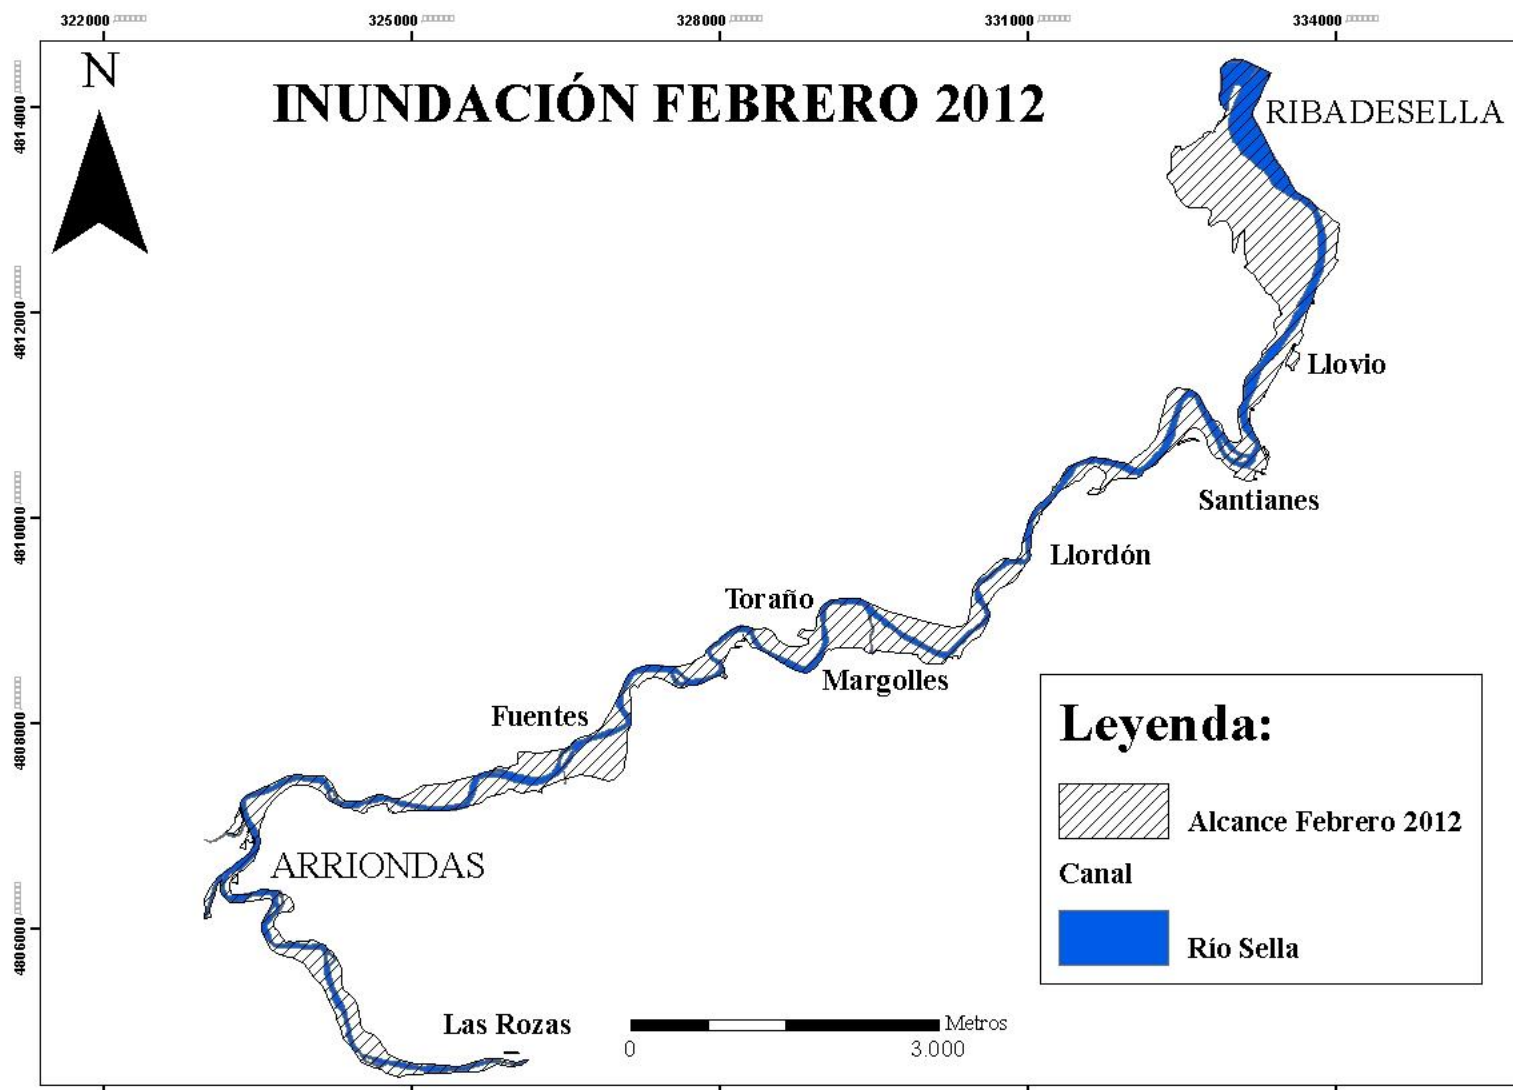 322000
325000
328000
331000
334000
N
INUNDACIÓN FEBRERO 2012
RIBADESELLA
4814000
4812000
Llovio
Santianes
4810000
Llordón
Toraño
Margolles
Fuentes
4808000
Leyenda:
Alcance Febrero 2012
Canal
Río Sella
ARRIONDAS
4806000
Las Rozas
Metros
0
3.000